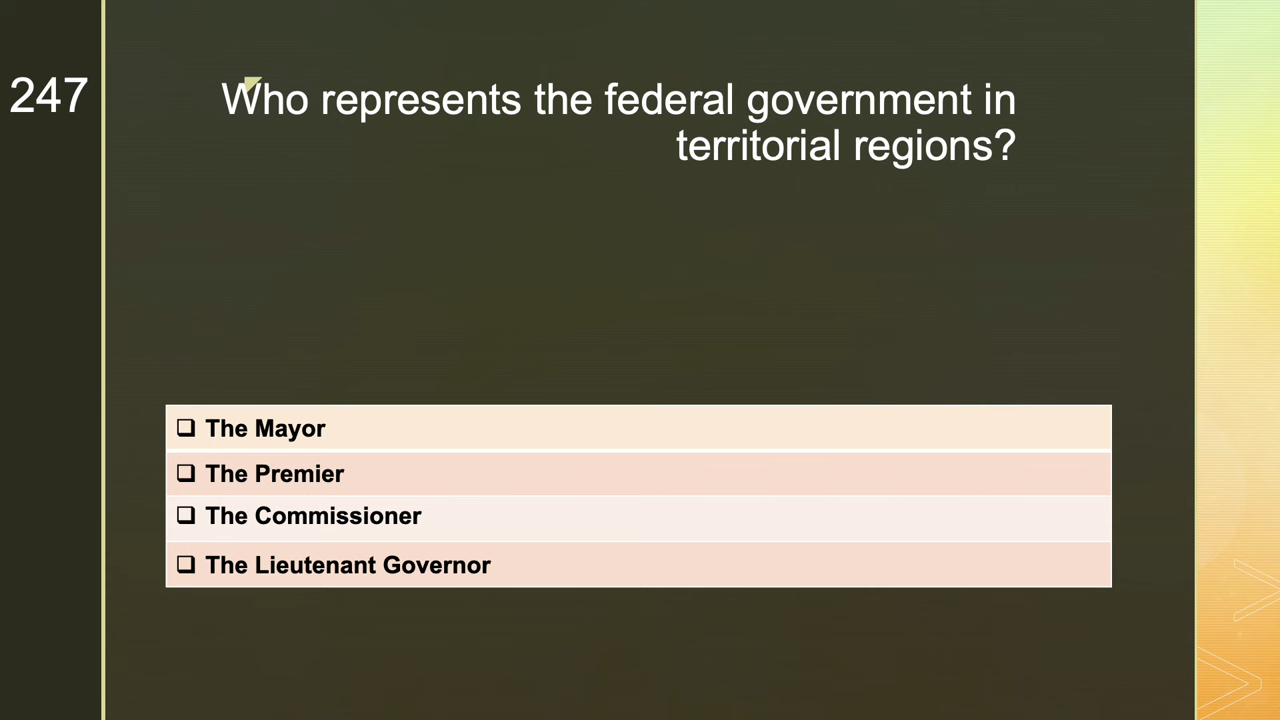 247
Who represents the federal government in
territorial regions?
❑ The Mayor
❑ The Premier
❑ The Commissioner
❑ The Lieutenant Governor